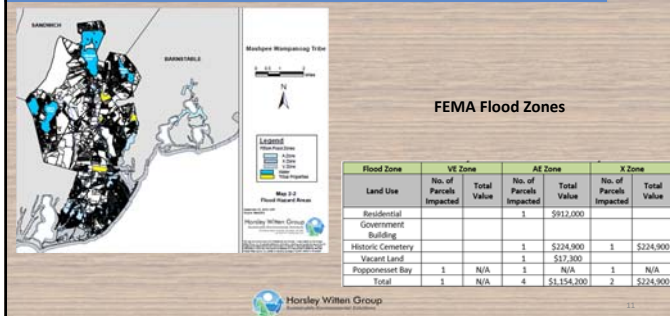 SANDWICH
BARNSTABLE
Mashpee Wampanoag Tribe
N
Legend
Map 2-2
Flood Hazard Areas
Horsley Witten Group
FEMA Flood Zones
Flood Zone VE Zone AE Zone X Zone
Land Use No. of Parcels Impacted Total Value No. of Parcels Impacted Total Value No. of Parcels Impacted Total Value
Residential 1 $912,000
Government Building
Historic Cemetery 1 $224,900 1 $224,900
Vacant Land 1 $17,300
Popponesset Bay 1 N/A 1 N/A 1 N/A
Total 1 N/A 4 $1,154,200 2 $224,900
Horsley Witten Group
Sustainable Environmental Solutions
11